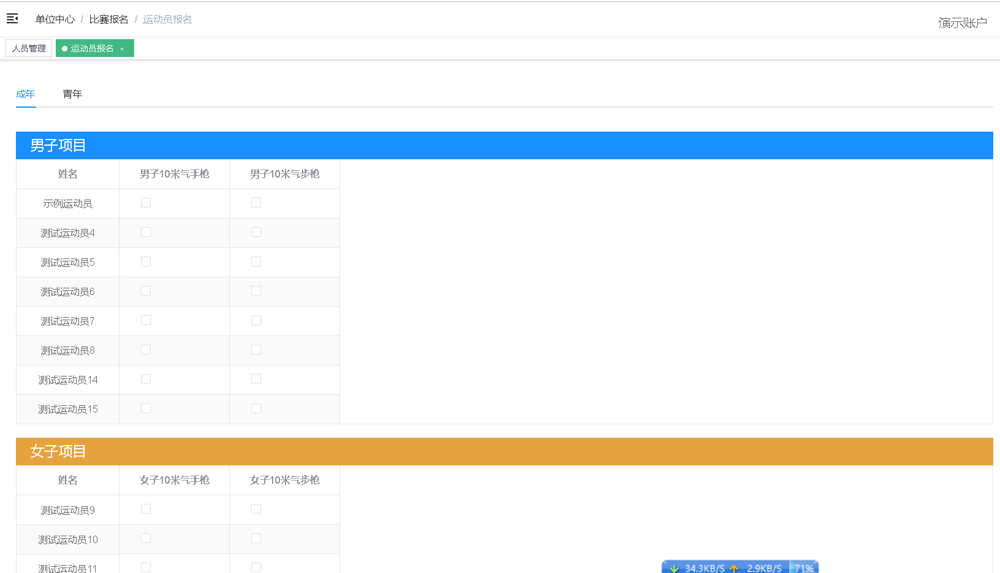 单位中心 / 比赛报名 / 运动员报名
演示账户
人员管理 运动员报名 ×
成年 青年
男子项目
姓名 男子10米气手枪 男子10米气步枪
示例运动员
测试运动员4
测试运动员5
测试运动员6
测试运动员7
测试运动员8
测试运动员14
测试运动员15
女子项目
姓名 女子10米气手枪 女子10米气步枪
测试运动员9
测试运动员10
测试运动员11
34.3KB/S 2.9KB/S 71%